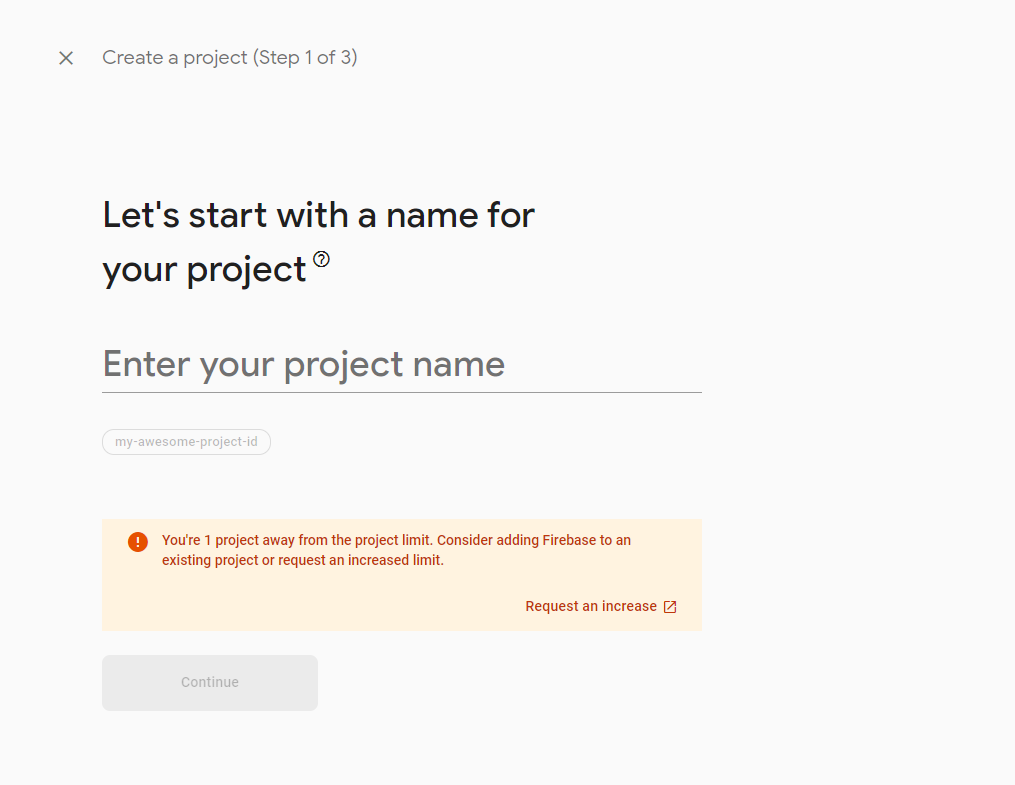 Create a project (Step 1 of 3)
Let's start with a name for
your project
Enter your project name
my-awesome-project-id
You're 1 project away from the project limit. Consider adding Firebase to an
existing project or request an increased limit.
Request an increase
Continue